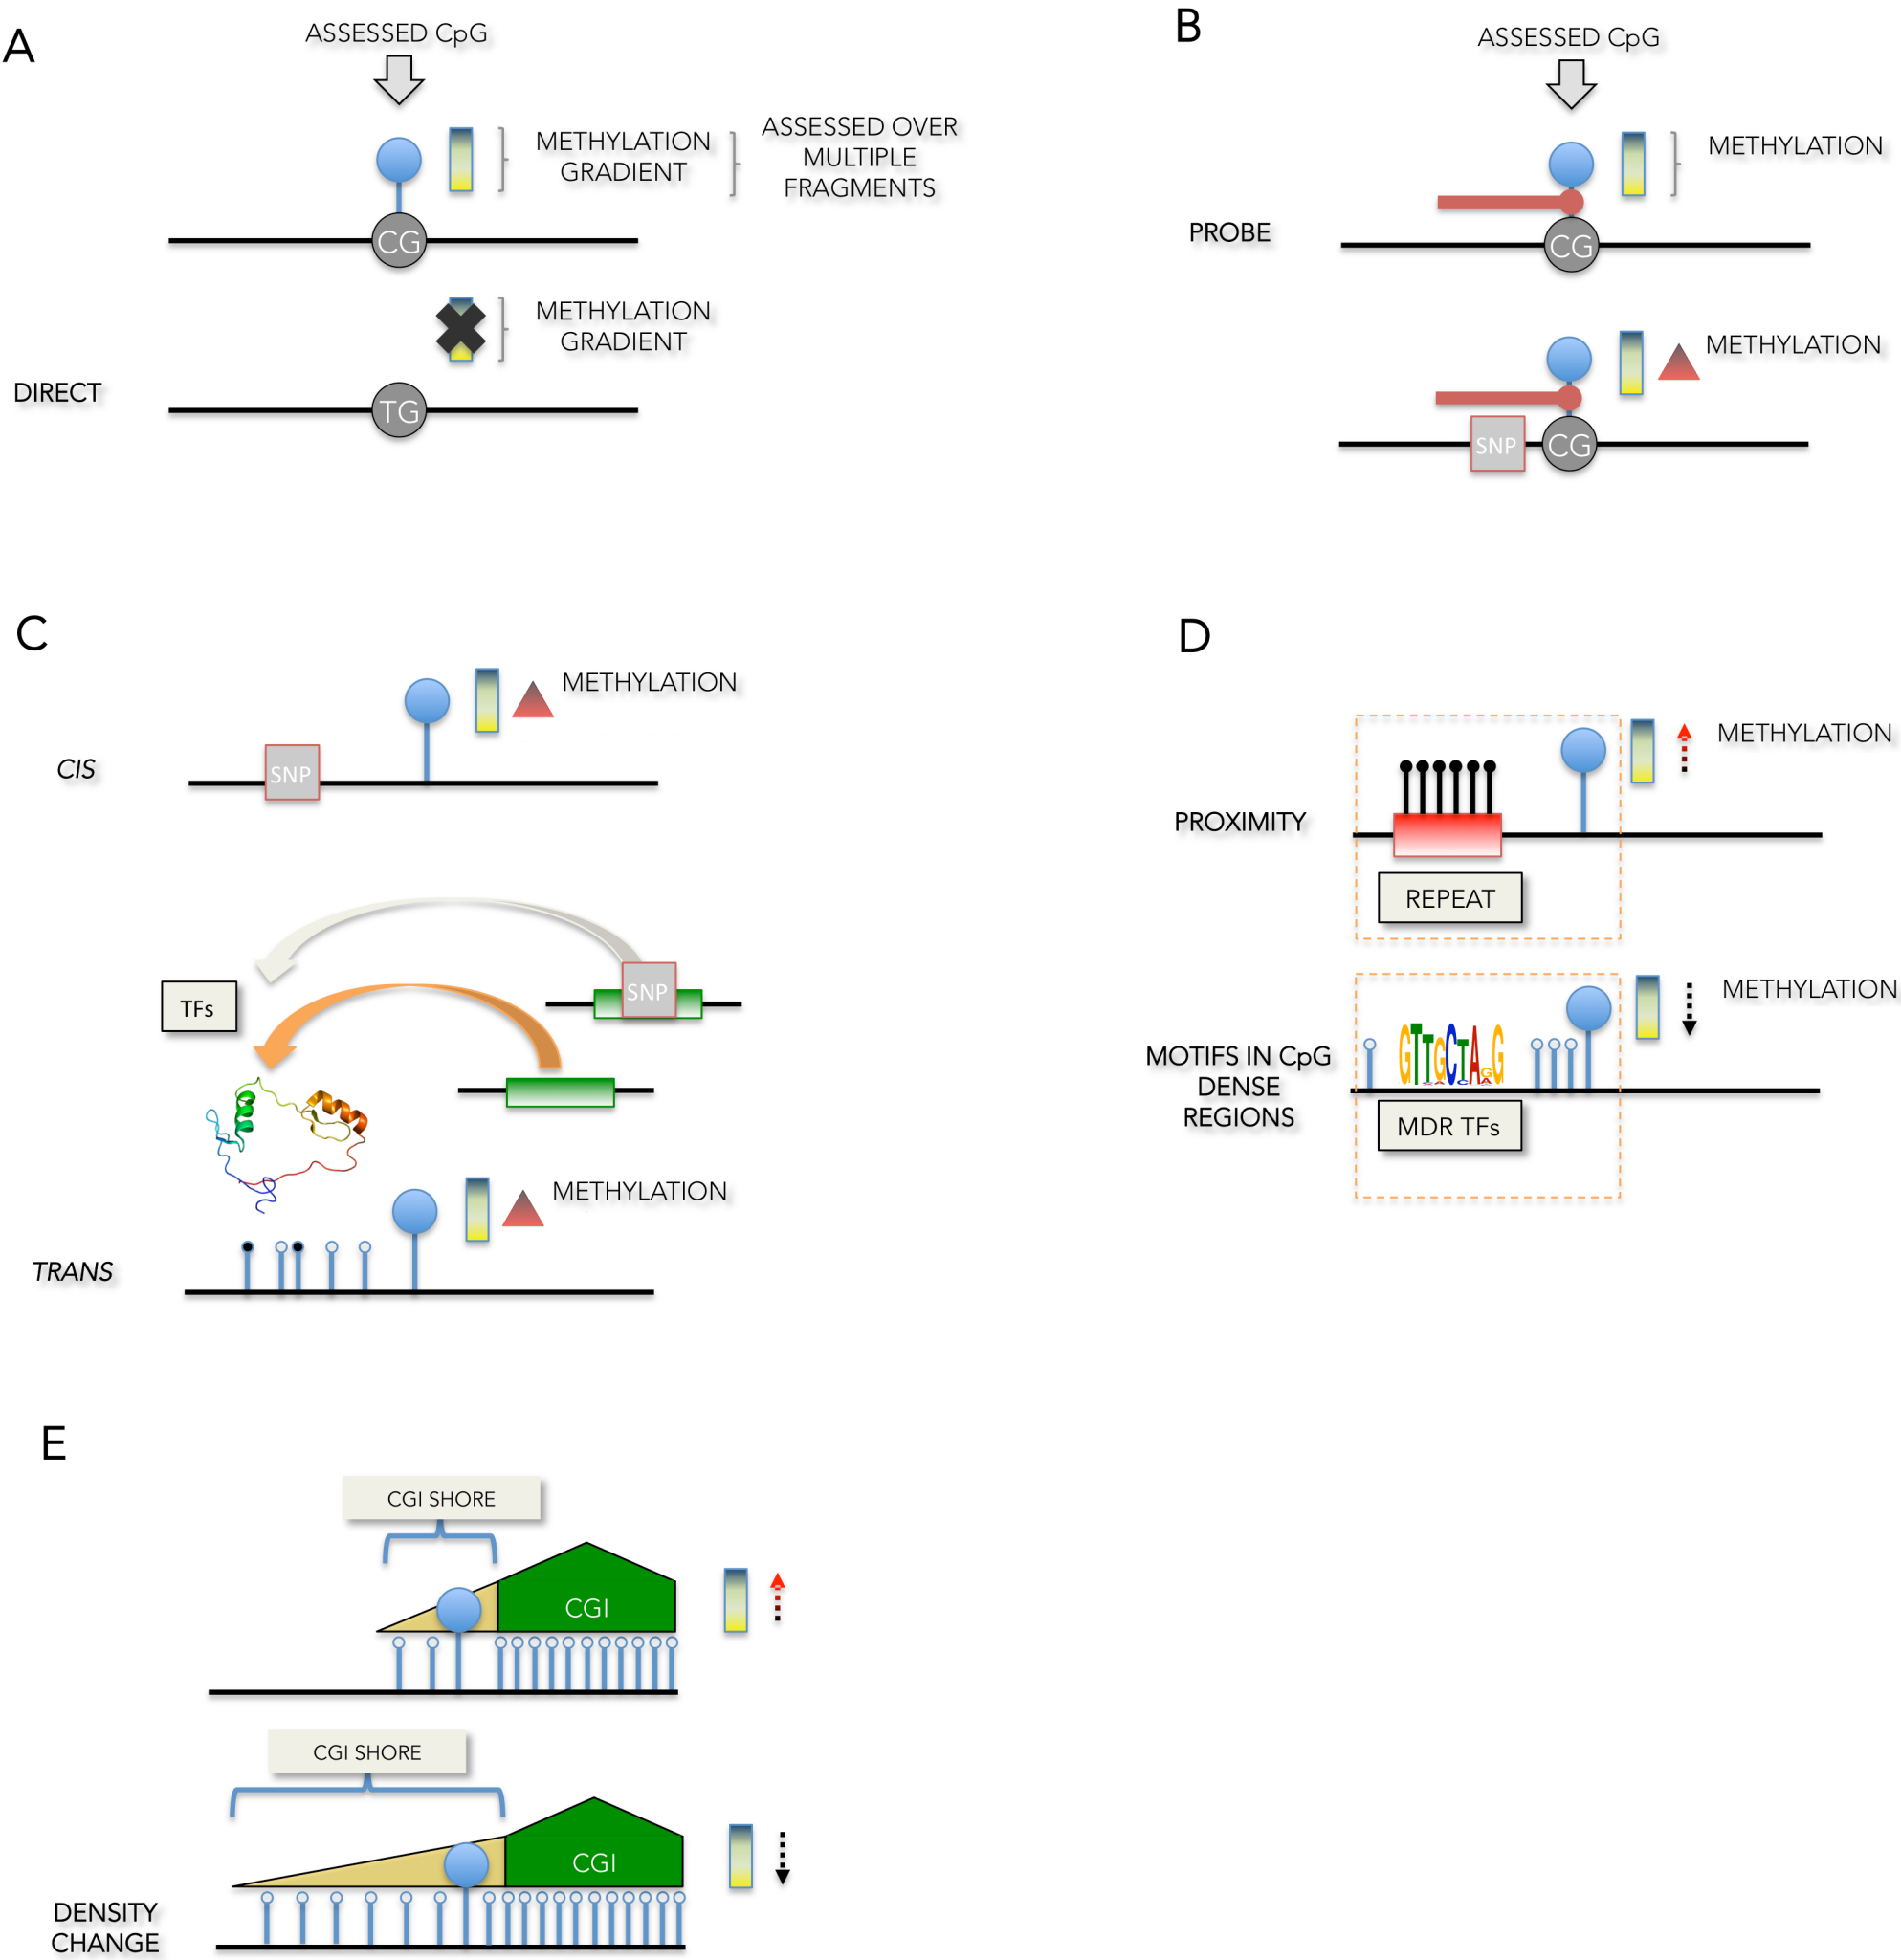 A
ASSESSED CpG
METHYLATION
GRADIENT
ASSESSED OVER
MULTIPLE
FRAGMENTS
CG
METHYLATION
GRADIENT
DIRECT
TG
B
ASSESSED CpG
METHYLATION
PROBE
CG
METHYLATION
SNP
CG
C
METHYLATION
CIS
SNP
SNP
TFs
METHYLATION
TRANS
D
METHYLATION
PROXIMITY
REPEAT
METHYLATION
MOTIFS IN CpG
DENSE
REGIONS
GTTGCTAGG
MDR TFs
E
CGI SHORE
CGI
CGI SHORE
CGI
DENSITY
CHANGE